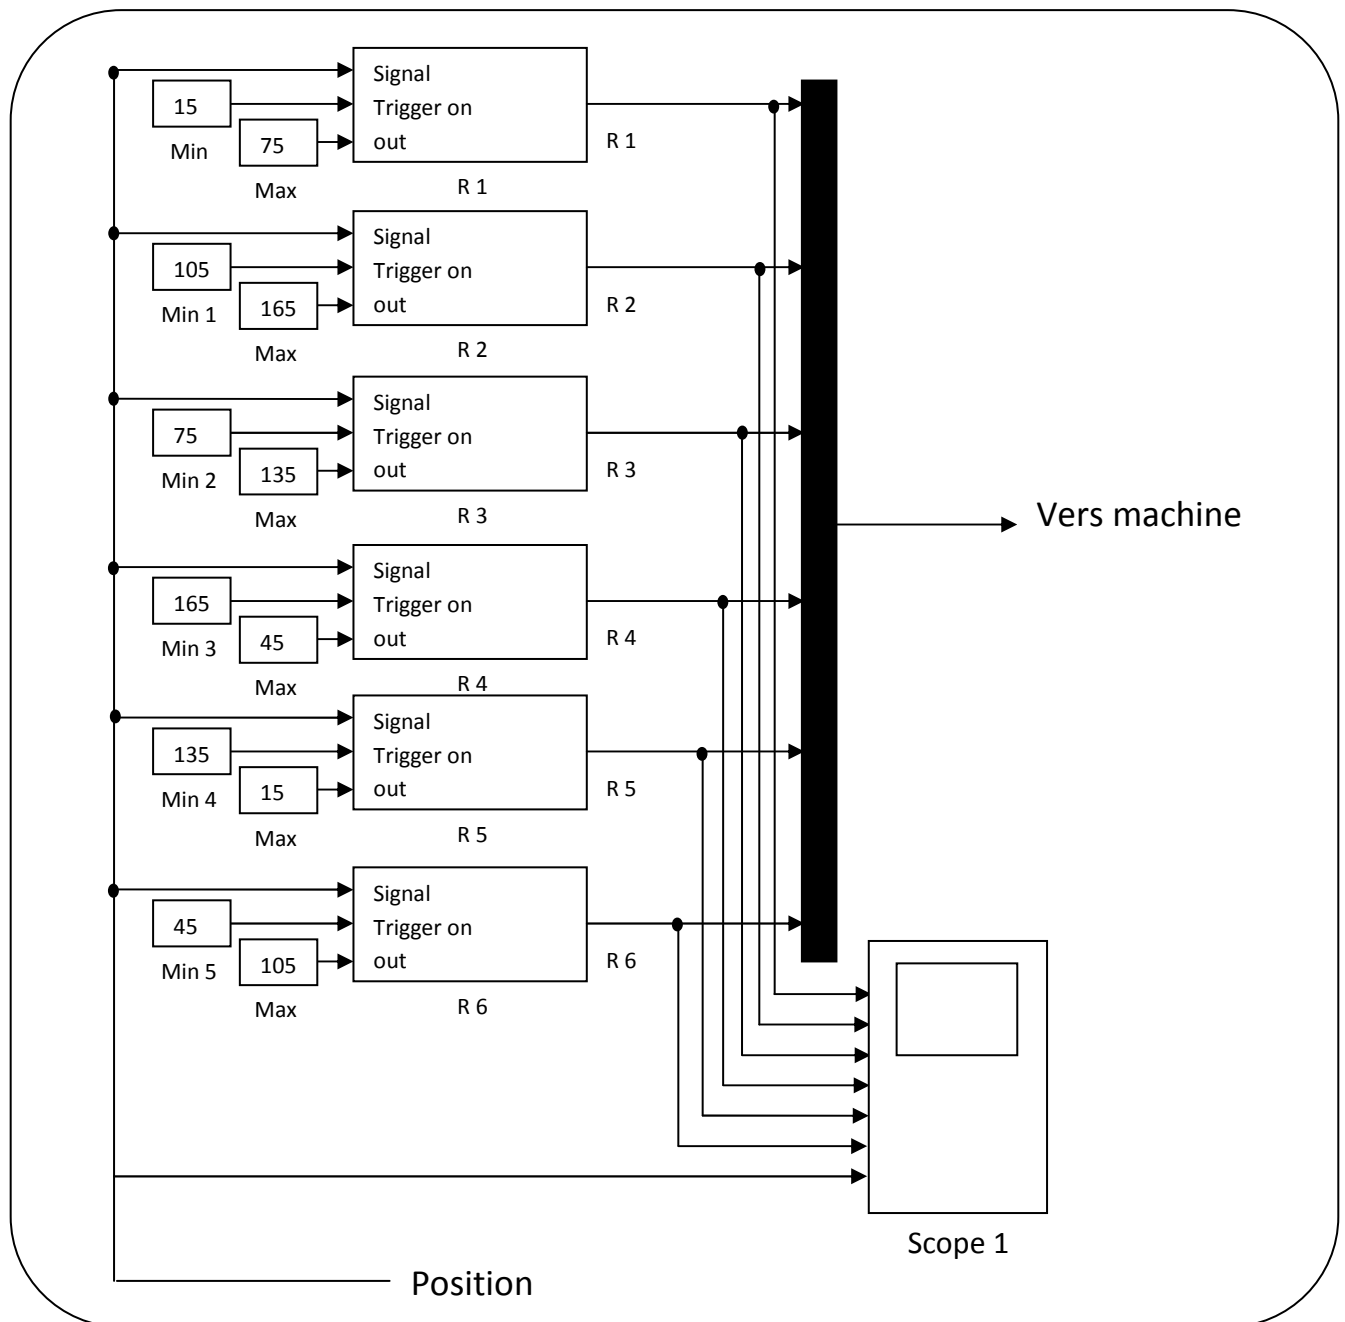 Signal
15
Trigger on
Min
75
out
R 1
Max
R 1
Signal
105
Trigger on
Min 1
165
out
R 2
Max
R 2
Signal
75
Trigger on
Min 2
135
out
R 3
Max
R 3
Vers machine
Signal
165
Trigger on
Min 3
45
out
R 4
Max
R 4
Signal
135
Trigger on
Min 4
15
out
R 5
Max
R 5
Signal
45
Trigger on
Min 5
105
out
R 6
Max
R 6
Scope 1
Position